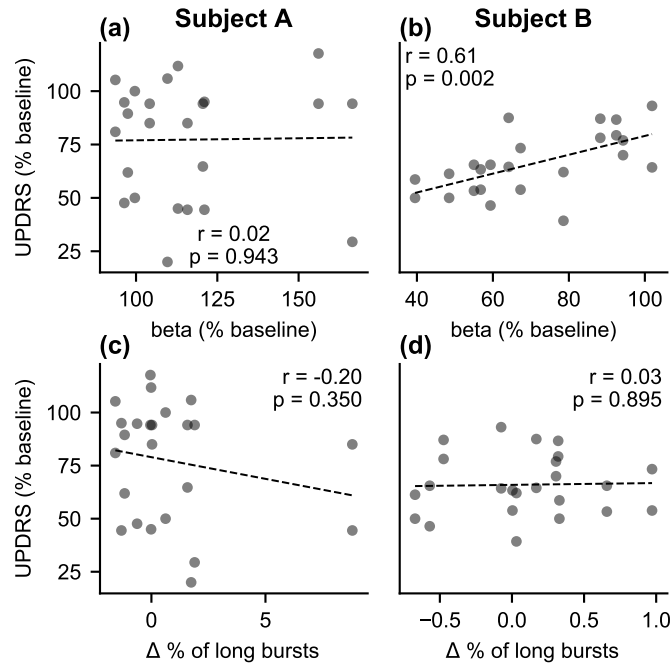 Subject A
Subject B
(a)
(b)
r = 0.61
p = 0.002
UPDRS (% baseline)
100
75
50
25
r = 0.02
p = 0.943
100
125
150
40
60
80
100
beta (% baseline)
beta (% baseline)
(c)
(d)
r = -0.20
p = 0.350
r = 0.03
p = 0.895
UPDRS (% baseline)
100
75
50
25
0
5
−0.5
0.0
0.5
1.0
Δ % of long bursts
Δ % of long bursts